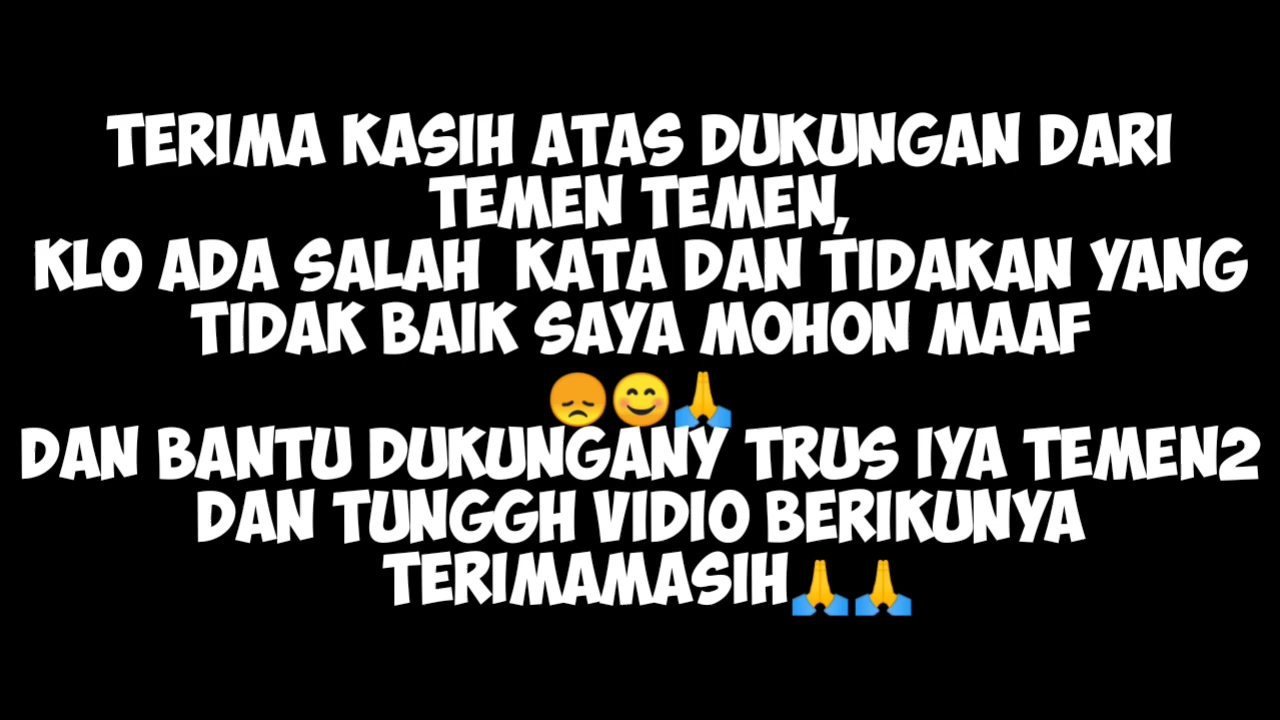 TERIMA KASIH ATAS DUKUNGAN DARI
TEMEN TEMEN,
KLO ADA SALAH KATA DAN TIDAKAN YANG
TIDAK BAIK SAYA MOHON MAAF
😞😊🙏
DAN BANTU DUKUNGANY TRUS IYA TEMEN2
DAN TUNGGH VIDIO BERIKUNYA
TERIMAMASIH🙏🙏